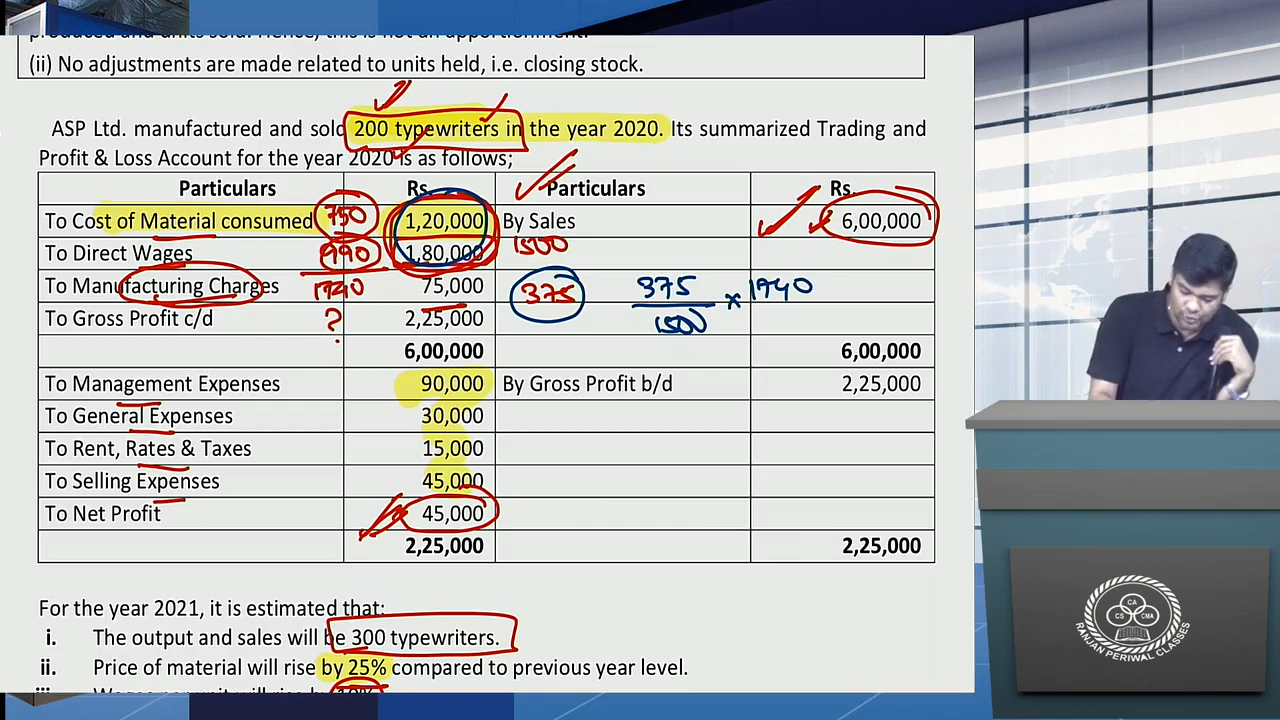 (ii) No adjustments are made related to units held, i.e. closing stock.
ASP Ltd. manufactured and sold 200 typewriters in the year 2020. Its summarized Trading and
Profit & Loss Account for the year 2020 is as follows;
Particulars Rs. Particulars Rs.
To Cost of Material consumed 750 1,20,000 By Sales 6,00,000
To Direct Wages 990 1,80,000 1500
To Manufacturing Charges 1740 75,000 375 375/1500 × 1740
To Gross Profit c/d ? 2,25,000
6,00,000 6,00,000
To Management Expenses 90,000 By Gross Profit b/d 2,25,000
To General Expenses 30,000
To Rent, Rates & Taxes 15,000
To Selling Expenses 45,000
To Net Profit 45,000
2,25,000 2,25,000
For the year 2021, it is estimated that:
i. The output and sales will be 300 typewriters.
ii. Price of material will rise by 25% compared to previous year level.
CA
CS CMA
RANJAN PERIWAL CLASSES